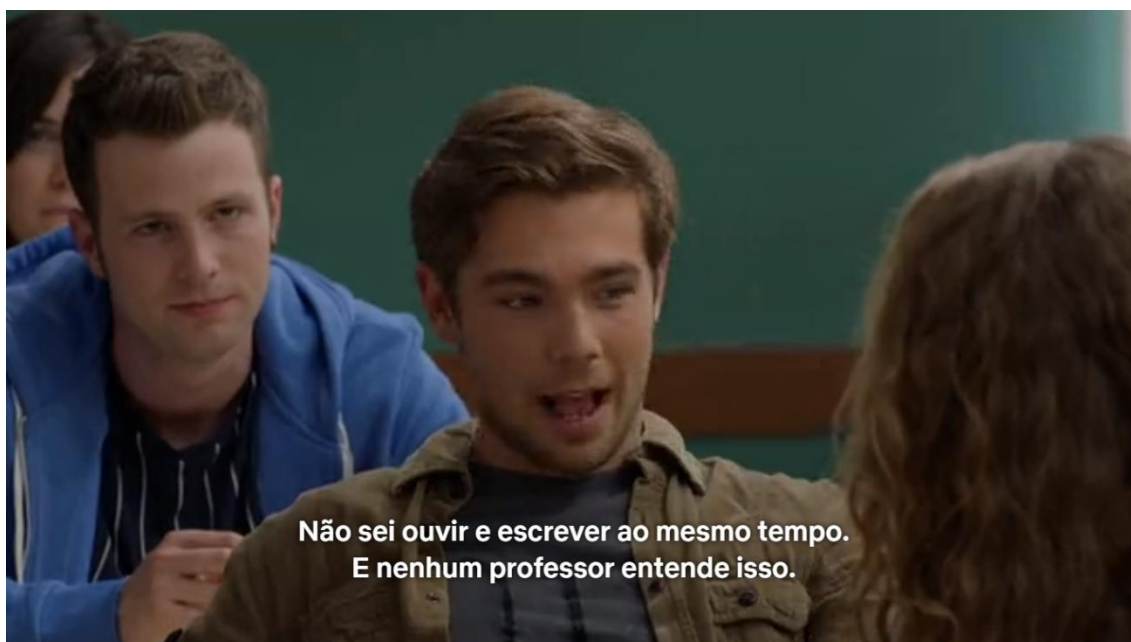 Não sei ouvir e escrever ao mesmo tempo.
E nenhum professor entende isso.